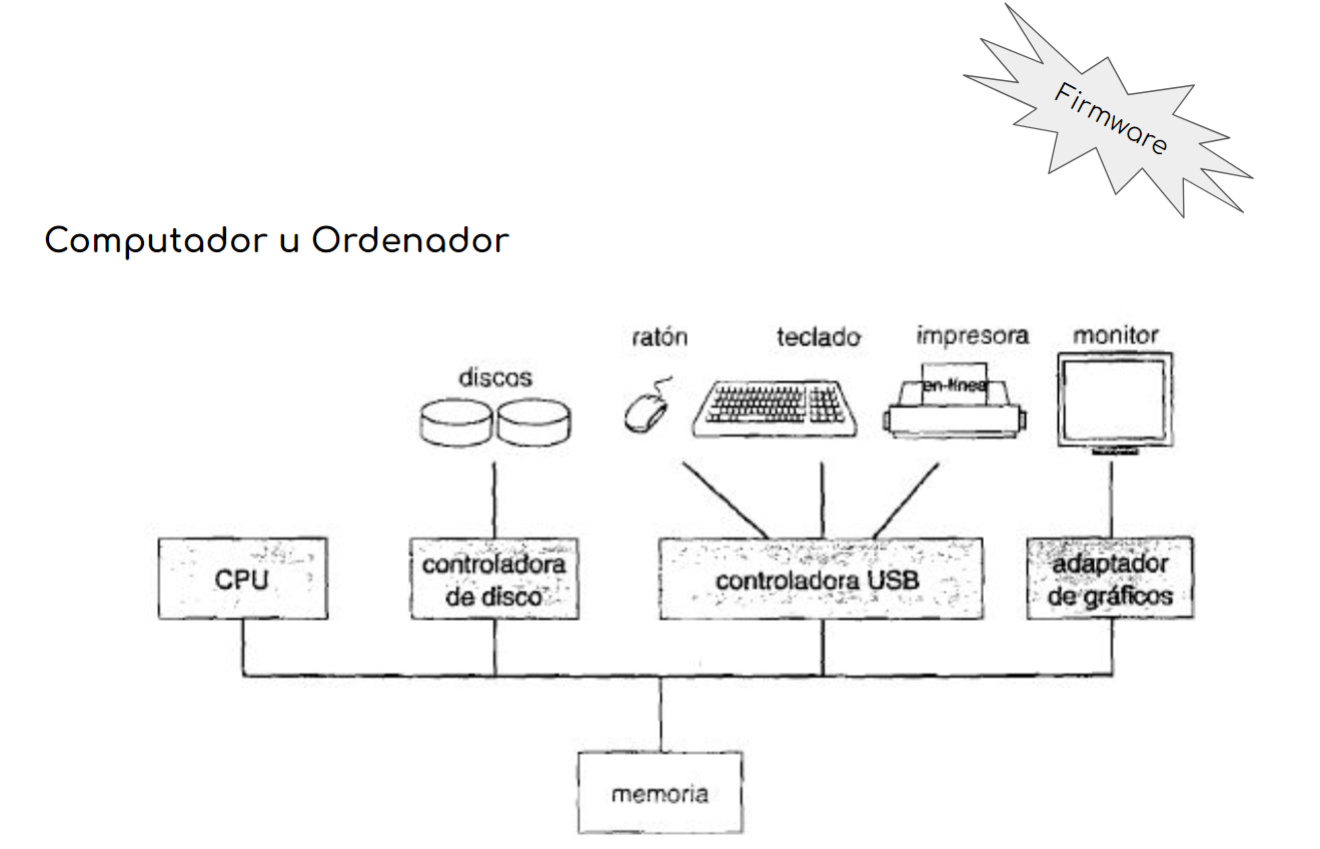 Firmware
Computador u Ordenador
ratón
teclado
impresora
monitor
discos
en-línea
CPU
controladora
de disco
controladora USB
adaptador
de gráficos
memoria